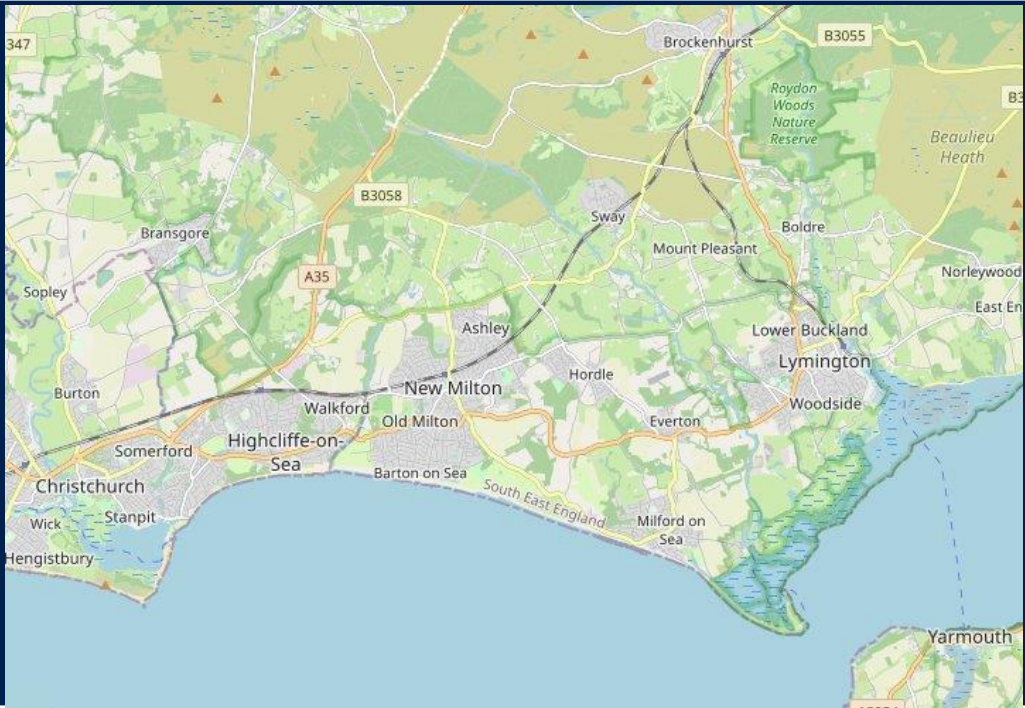 347
Brockenhurst
B3055
Roydon
Woods
Nature
Reserve
Beaulieu
Heath
B3058
Sway
Boldre
Bransgore
Mount Pleasant
A35
Norleywood
Sopley
East En
Ashley
Lower Buckland
Lymington
Hordle
Burton
New Milton
Walkford
Woodside
Old Milton
Everton
Highcliffe-on-
Sea
Somerford
Barton on Sea
Christchurch
South East England
Stanpit
Wick
Milford on
Sea
Hengistbury
Yarmouth